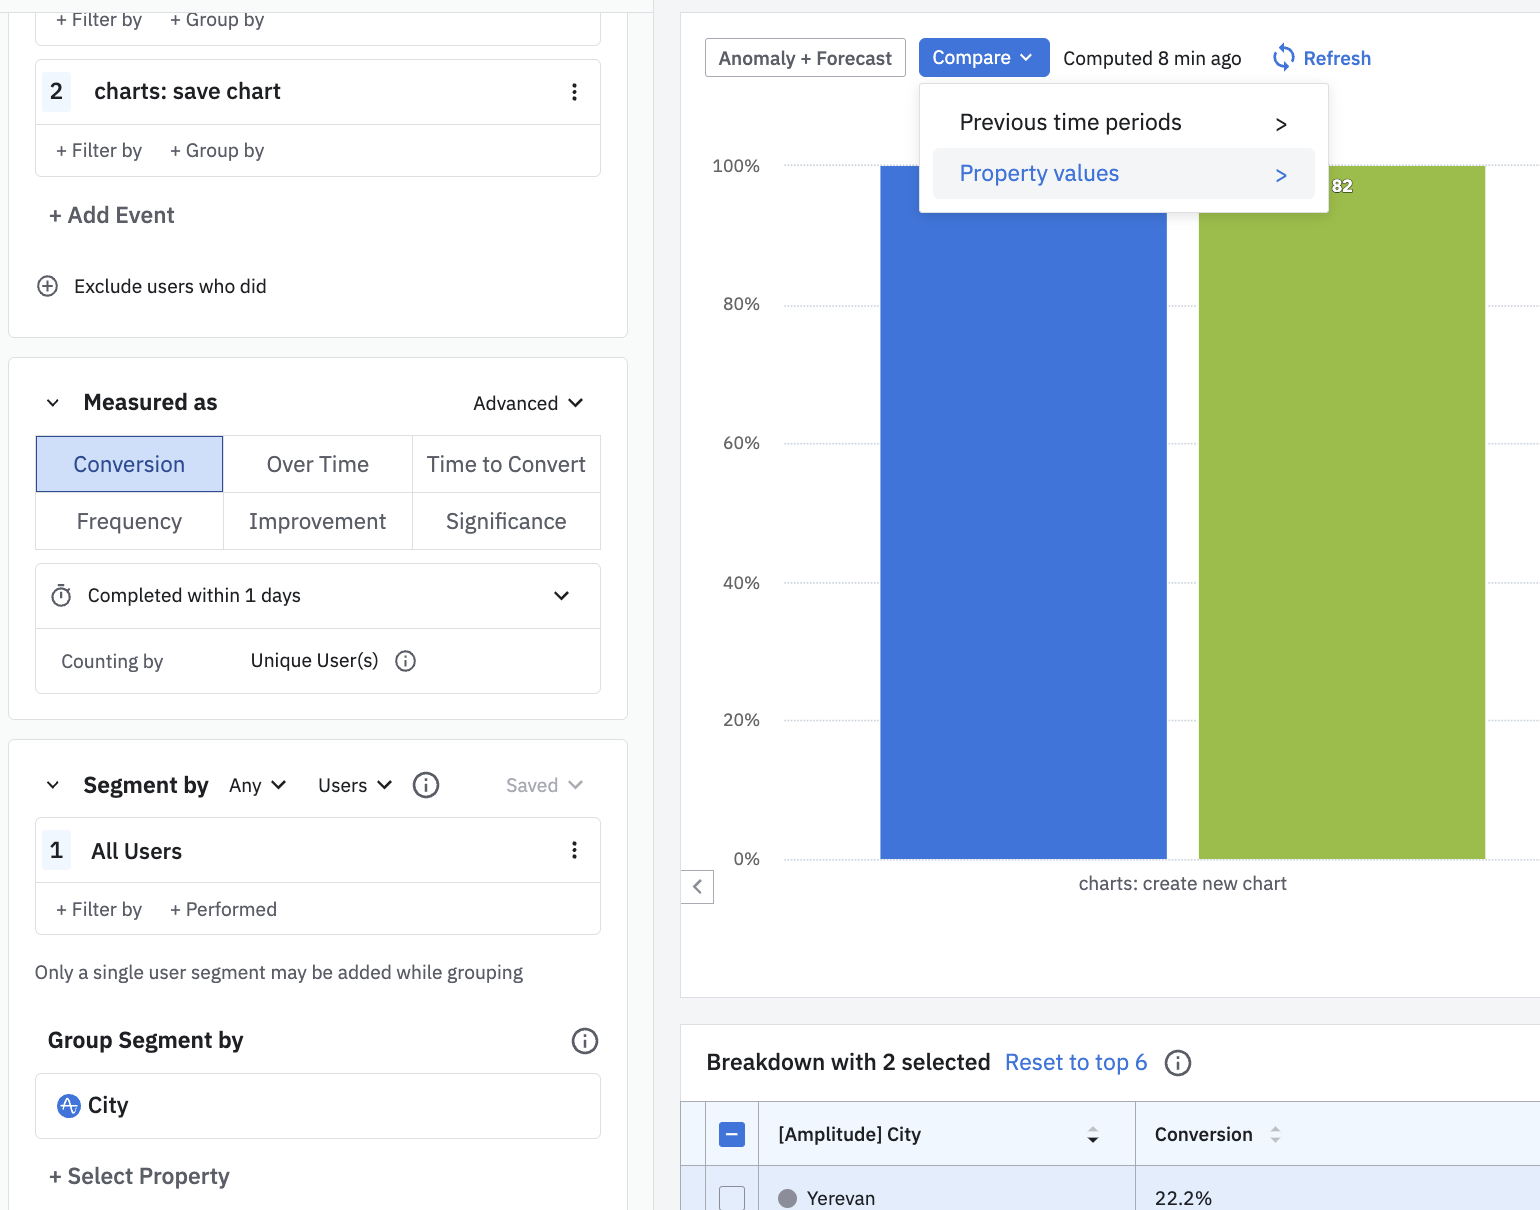 + Filter by + Group by
2 charts: save chart
+ Filter by + Group by
+ Add Event
Exclude users who did
Measured as Advanced
Conversion Over Time Time to Convert
Frequency Improvement Significance
Completed within 1 days
Counting by Unique User(s)
Segment by Any Users Saved
1 All Users
+ Filter by + Performed
Only a single user segment may be added while grouping
Group Segment by
City
+ Select Property
Anomaly + Forecast Compare Computed 8 min ago Refresh
Previous time periods >
Property values >
82
100%
80%
60%
40%
20%
0%
charts: create new chart
Breakdown with 2 selected Reset to top 6
[Amplitude] City Conversion
Yerevan 22.2%